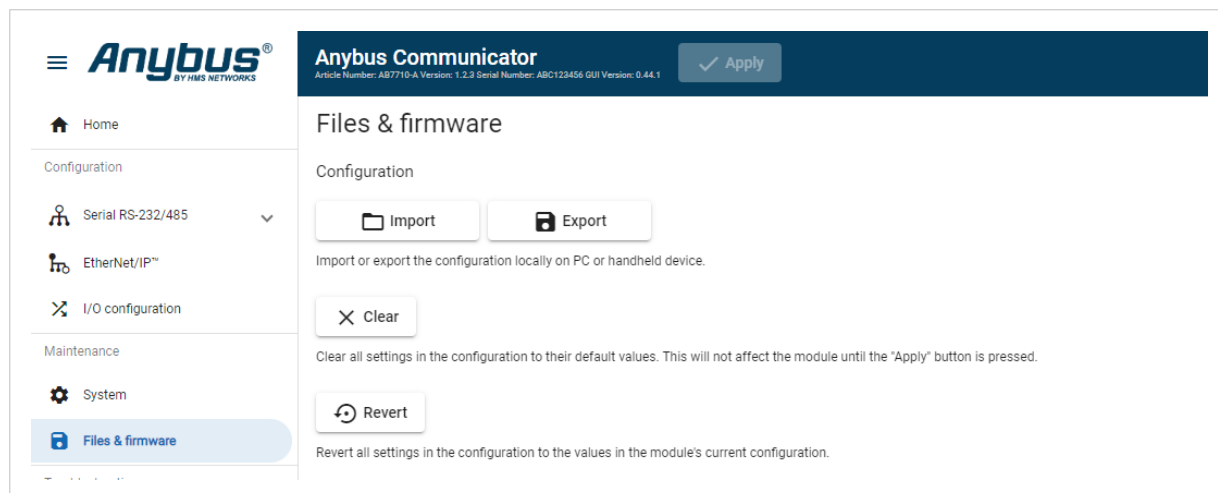 Anybus®
BY HMS NETWORKS
Anybus Communicator
Article Number: AB7710-A Version: 1.2.3 Serial Number: ABC123456 GUI Version: 0.44.1
Apply
Home
Configuration
Serial RS-232/485
EtherNet/IP™
I/O configuration
Maintenance
System
Files & firmware
Files & firmware
Configuration
Import
Export
Import or export the configuration locally on PC or handheld device.
Clear
Clear all settings in the configuration to their default values. This will not affect the module until the "Apply" button is pressed.
Revert
Revert all settings in the configuration to the values in the module's current configuration.